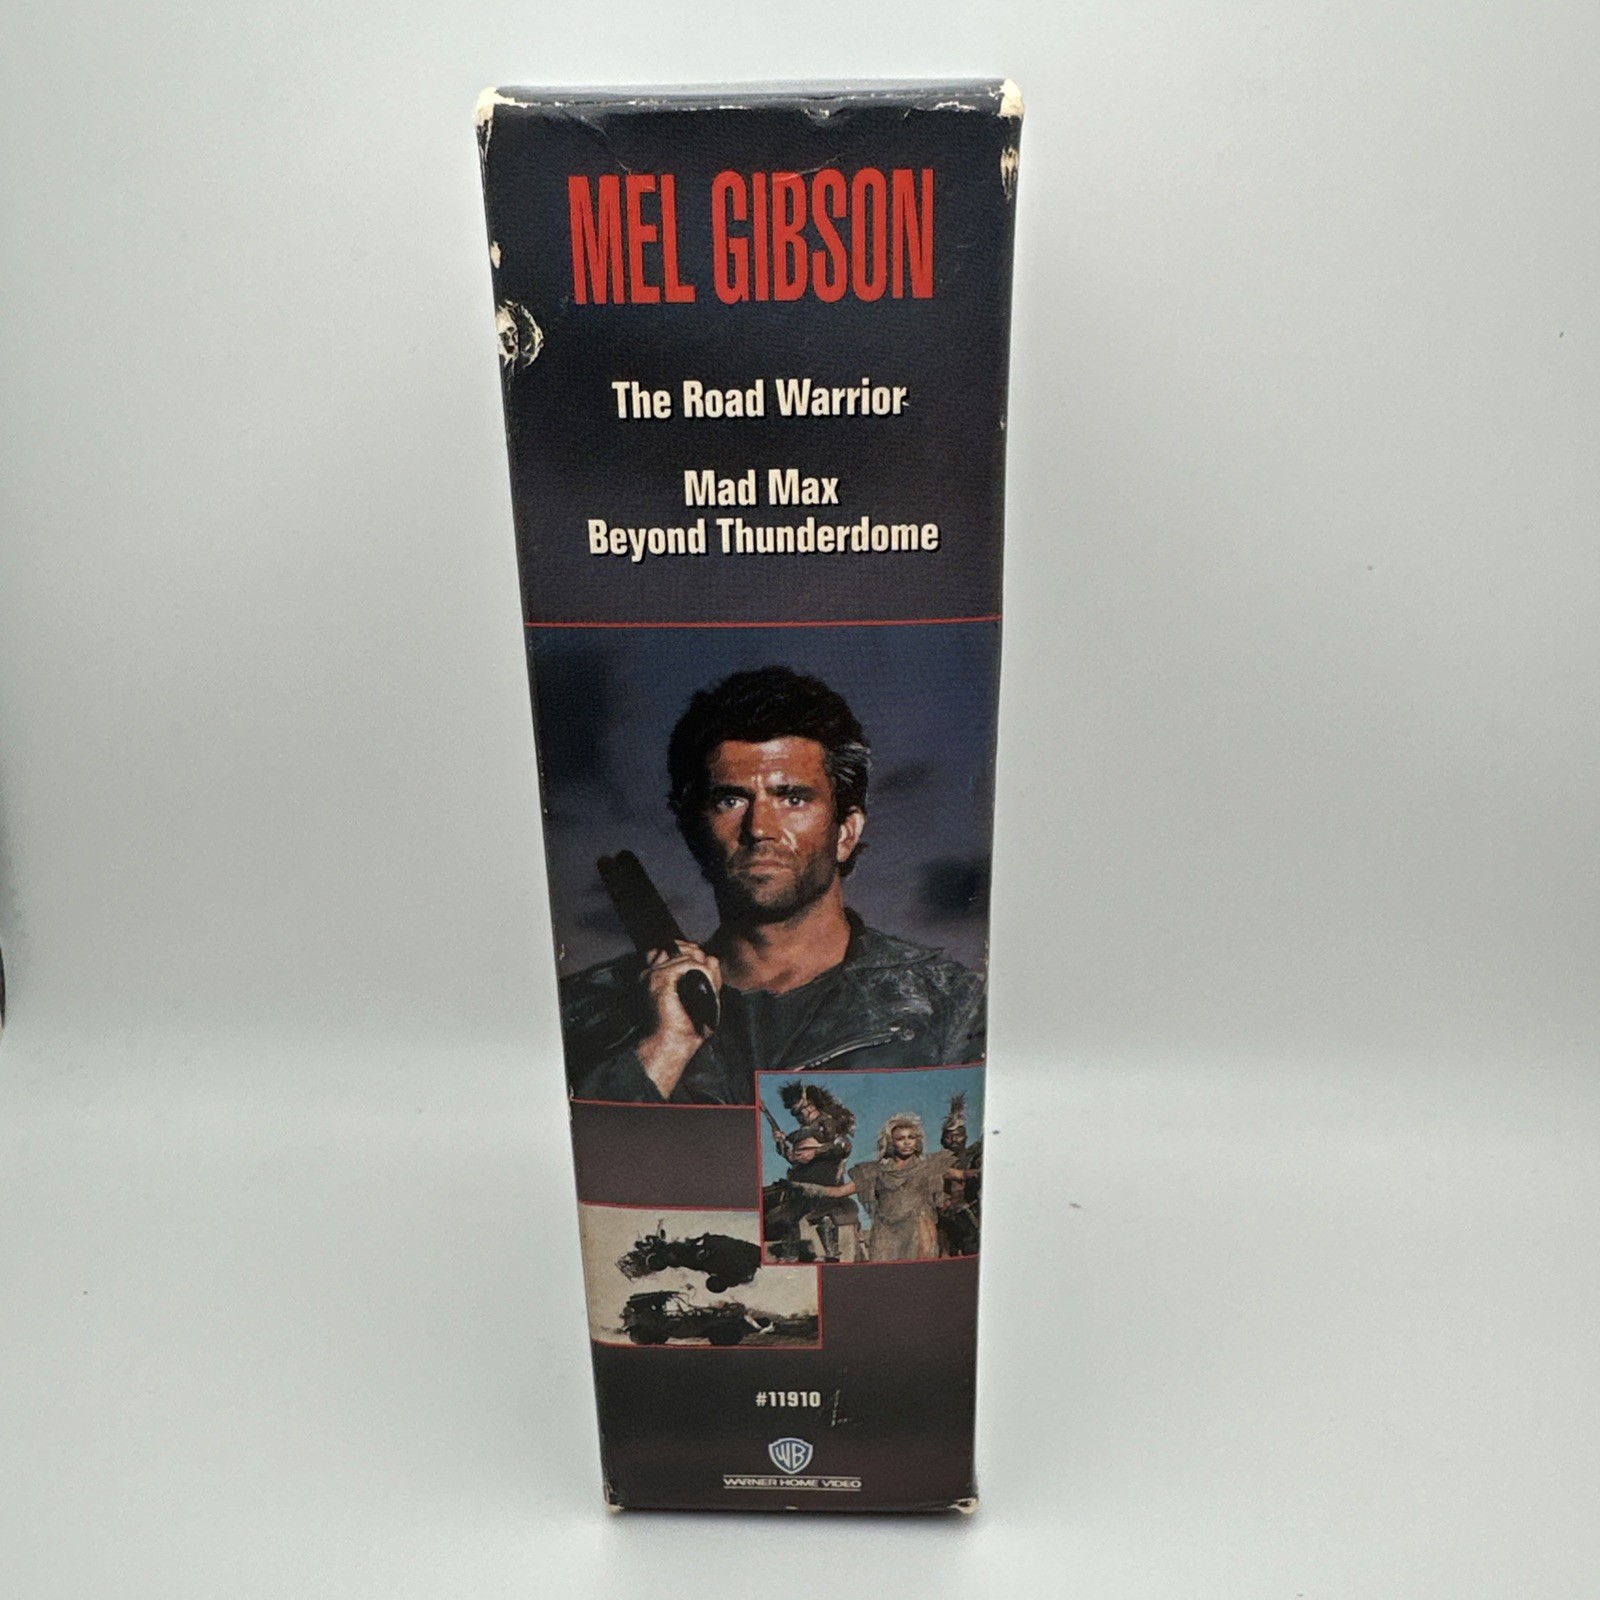 MEL GIBSON
The Road Warrior
Mad Max
Beyond Thunderdome
#11910
WB
WARNER HOME VIDEO